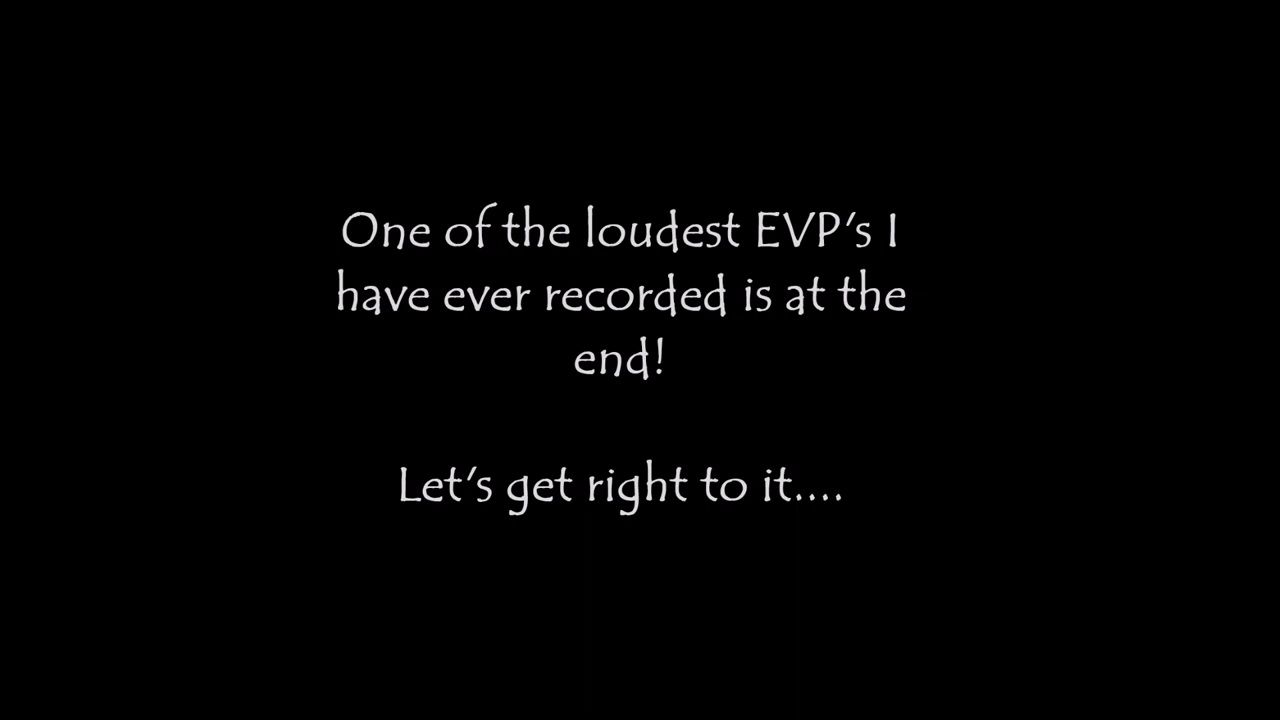 One of the loudest EVP's I
have ever recorded is at the
end!
Let's get right to it....